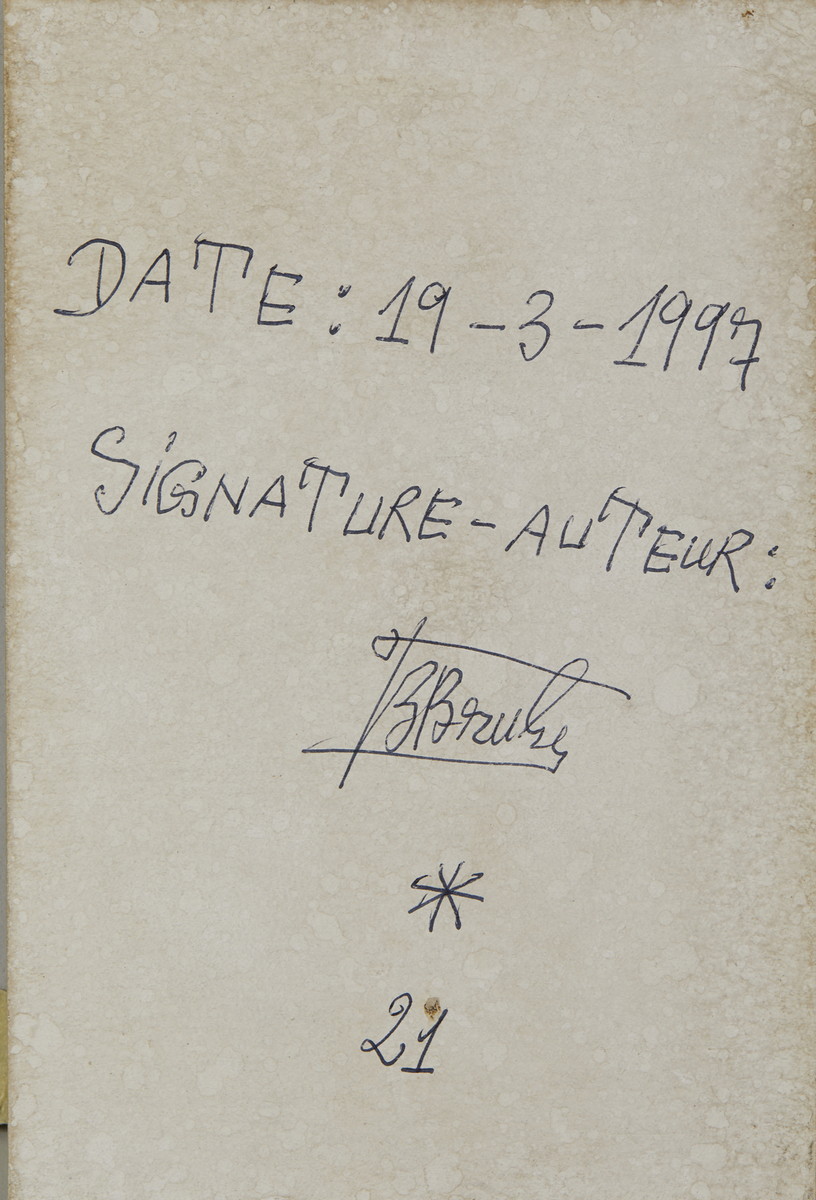 DATE : 19 - 3 - 1997
SIGNATURE - AUTEUR :
*
21